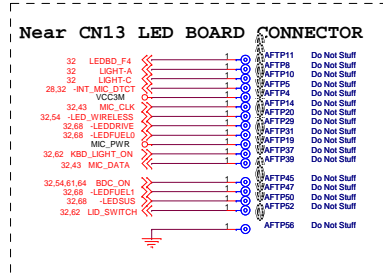 Near CN13 LED BOARD CONNECTOR
32 LEDBD_F4 1 AFTP11 Do Not Stuff
32 LIGHT-A 1 AFTP8 Do Not Stuff
32 LIGHT-C 1 AFTP10 Do Not Stuff
28,32 -INT_MIC_DTCT 1 AFTP5 Do Not Stuff
VCC3M 1 AFTP4 Do Not Stuff
32,43 MIC_CLK 1 AFTP14 Do Not Stuff
32,54 -LED_WIRELESS 1 AFTP20 Do Not Stuff
32,68 -LEDDRIVE 1 AFTP29 Do Not Stuff
32,68 -LEDFUEL0 1 AFTP31 Do Not Stuff
MIC_PWR 1 AFTP19 Do Not Stuff
32,62 KBD_LIGHT_ON 1 AFTP37 Do Not Stuff
32,43 MIC_DATA 1 AFTP39 Do Not Stuff
32,54,61,64 BDC_ON 1 AFTP45 Do Not Stuff
32,68 -LEDFUEL1 1 AFTP47 Do Not Stuff
32,68 -LEDSUS 1 AFTP50 Do Not Stuff
32,62 LID_SWITCH 1 AFTP52 Do Not Stuff
1 AFTP56 Do Not Stuff